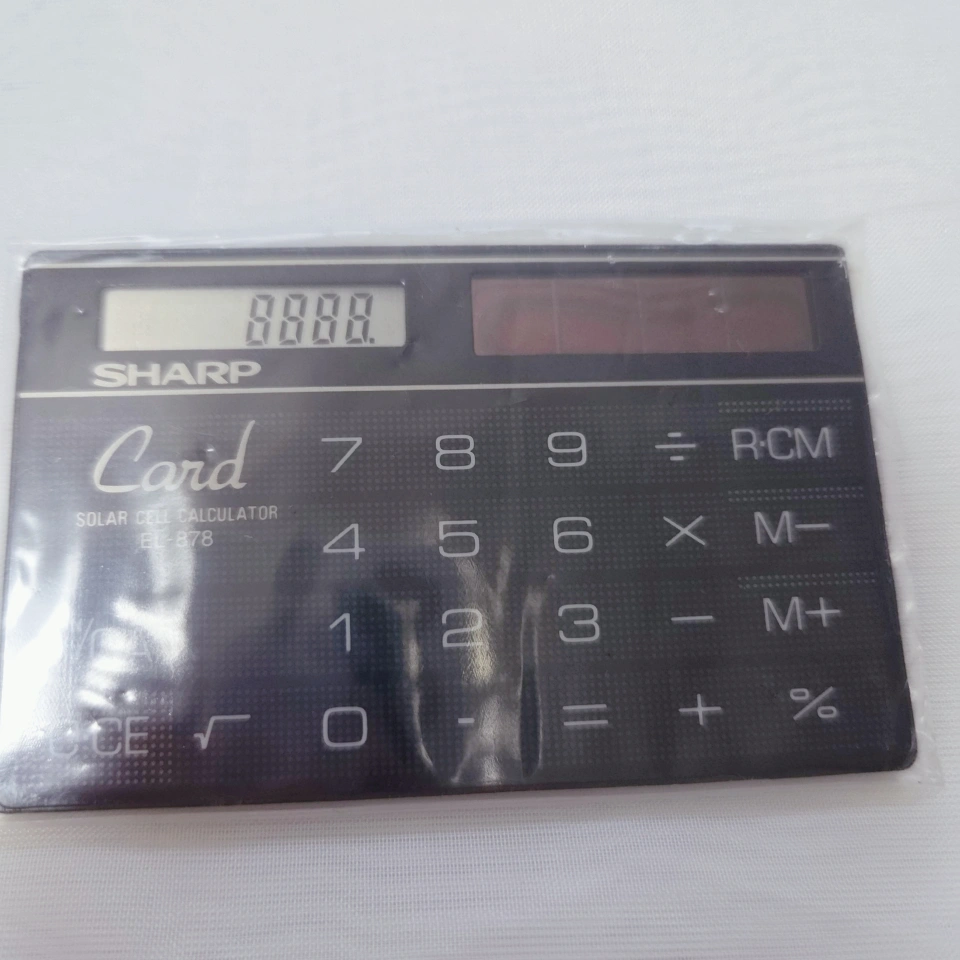 8888.
SHARP
Card
SOLAR CELL CALCULATOR
EL-878
7 8 9 ÷ R·CM
4 5 6 × M−
1 2 3 − M+
C·CE √ 0 · = + %